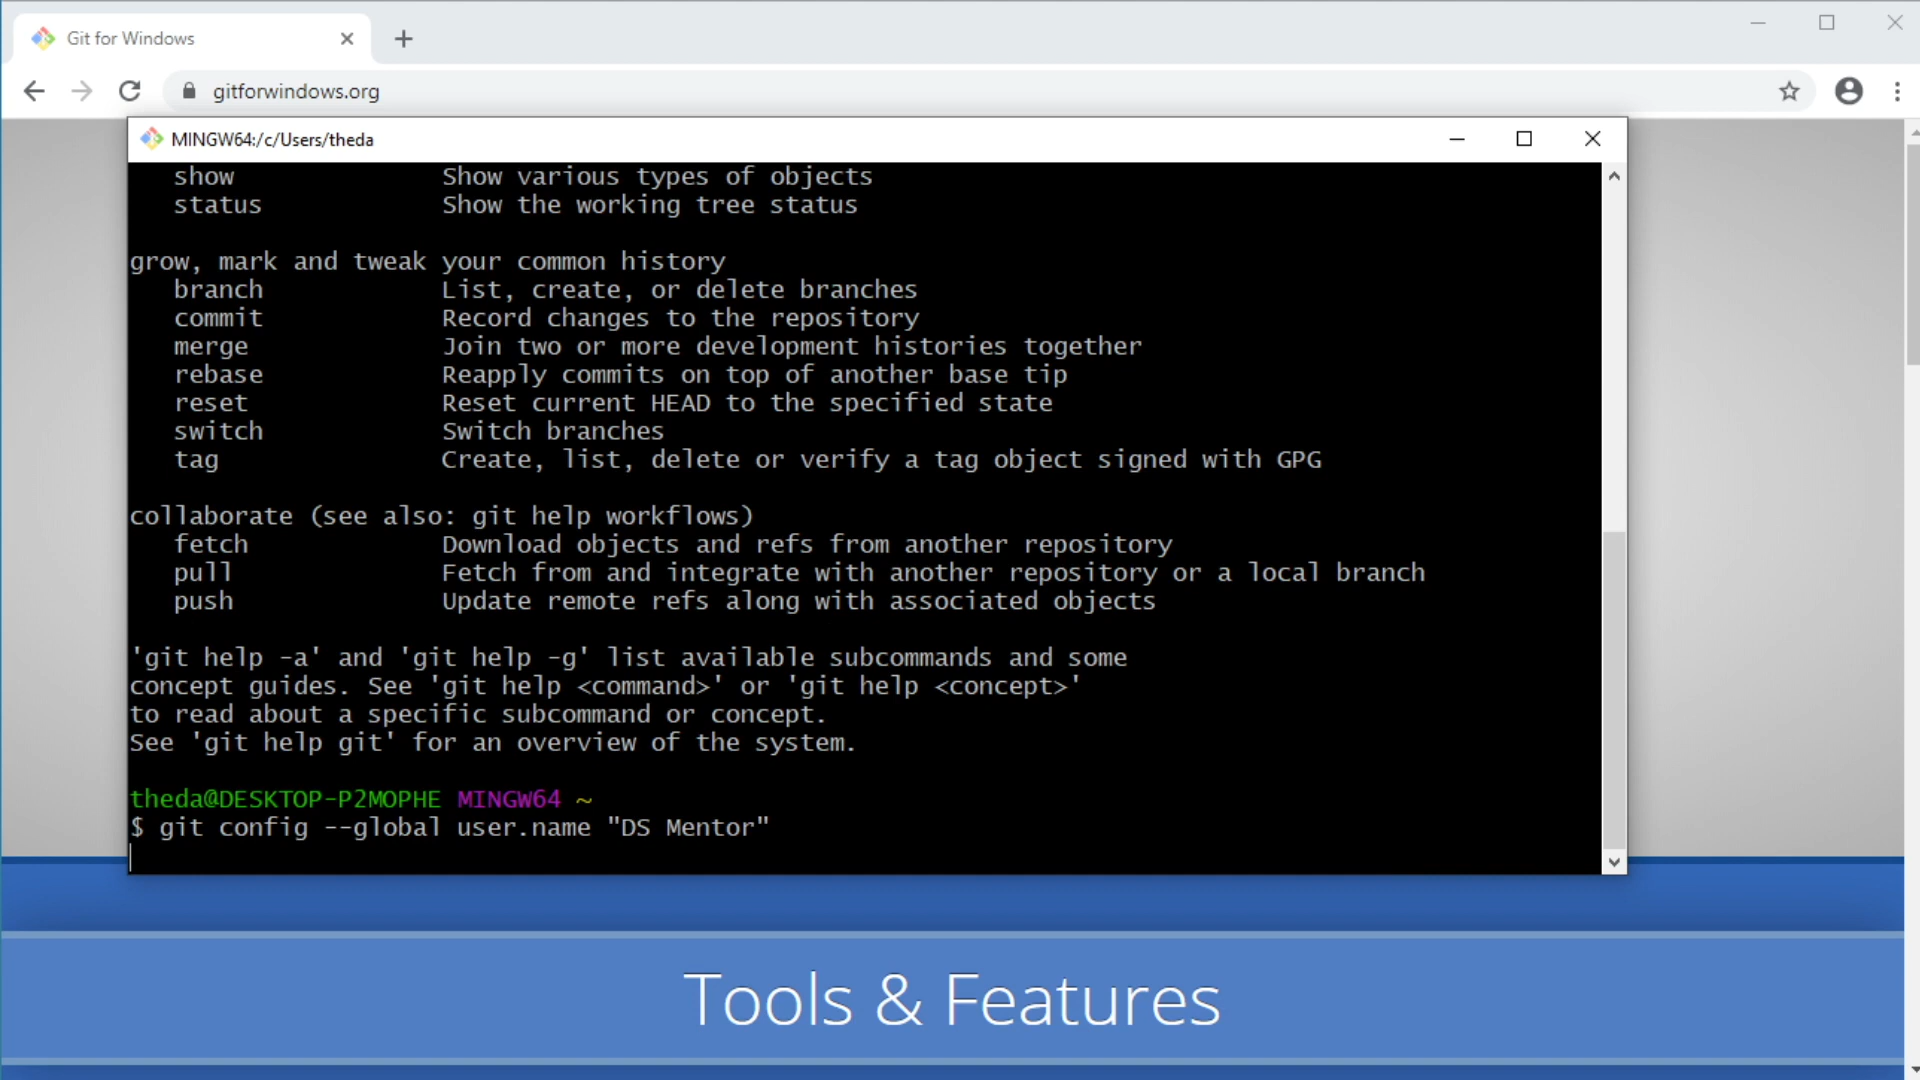 Git for Windows
gitforwindows.org
MINGW64:/c/Users/theda
show Show various types of objects
status Show the working tree status
grow, mark and tweak your common history
branch List, create, or delete branches
commit Record changes to the repository
merge Join two or more development histories together
rebase Reapply commits on top of another base tip
reset Reset current HEAD to the specified state
switch Switch branches
tag Create, list, delete or verify a tag object signed with GPG
collaborate (see also: git help workflows)
fetch Download objects and refs from another repository
pull Fetch from and integrate with another repository or a local branch
push Update remote refs along with associated objects
'git help -a' and 'git help -g' list available subcommands and some
concept guides. See 'git help <command>' or 'git help <concept>'
to read about a specific subcommand or concept.
See 'git help git' for an overview of the system.
theda@DESKTOP-P2MOPHE MINGW64 ~
$ git config --global user.name "DS Mentor"
Tools & Features